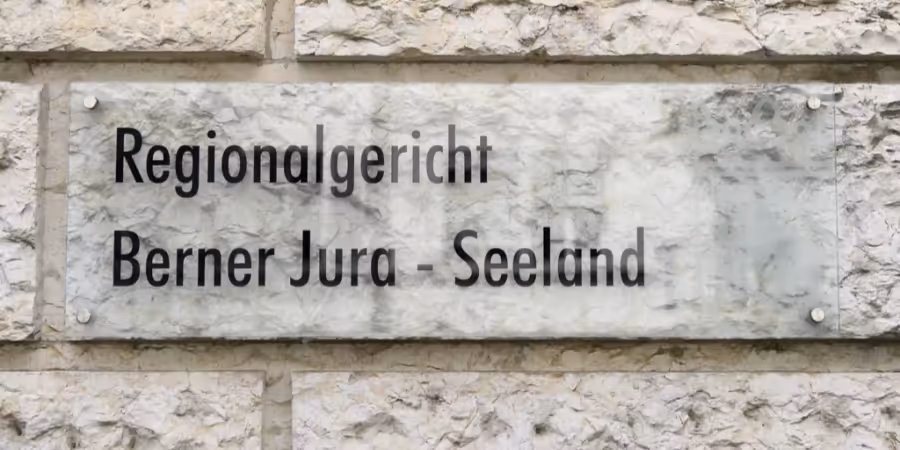 Regionalgericht
Berner Jura - Seeland